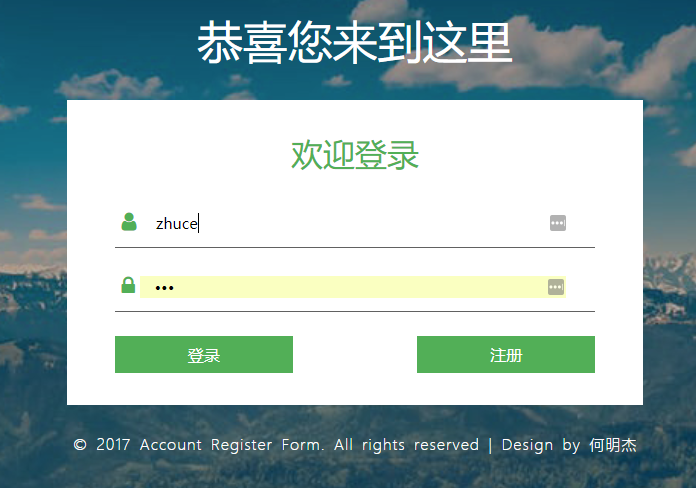 恭喜您来到这里
欢迎登录
zhuce
•••
登录 注册
© 2017 Account Register Form. All rights reserved | Design by 何明杰